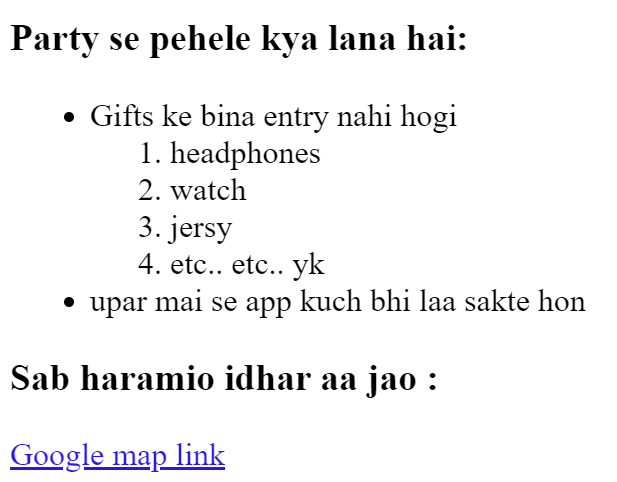 Party se pehele kya lana hai:
• Gifts ke bina entry nahi hogi
1. headphones
2. watch
3. jersy
4. etc.. etc.. yk
• upar mai se app kuch bhi laa sakte hon
Sab haramio idhar aa jao :
Google map link